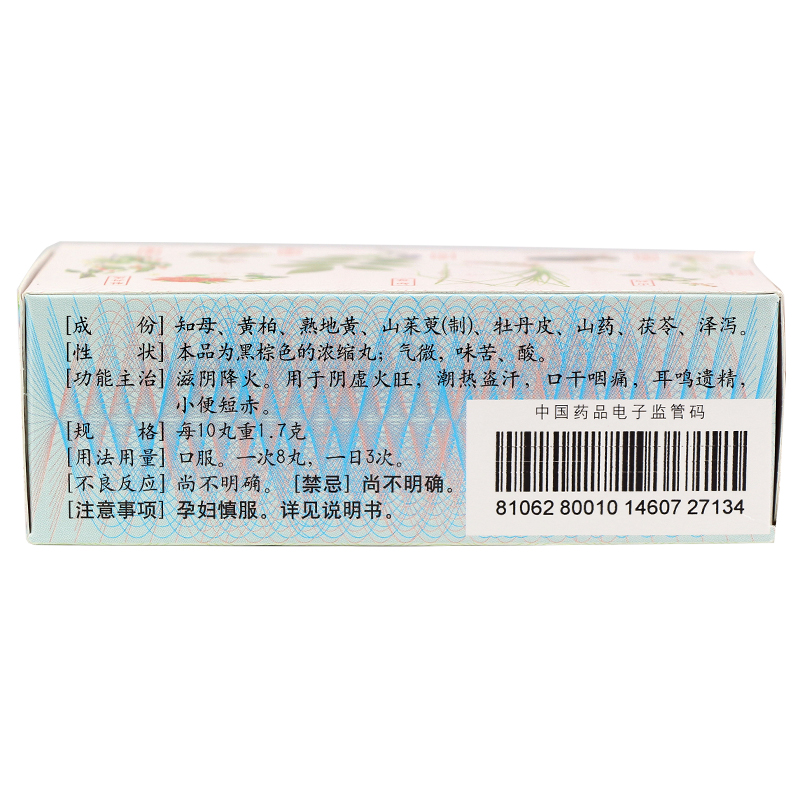 [成 份] 知母、黄柏、熟地黄、山茱萸(制)、牡丹皮、山药、茯苓、泽泻。
[性 状] 本品为黑棕色的浓缩丸；气微，味苦、酸。
[功能主治] 滋阴降火。用于阴虚火旺，潮热盗汗，口干咽痛，耳鸣遗精，
小便短赤。
[规 格] 每10丸重1.7克
[用法用量] 口服。一次8丸，一日3次。
[不良反应] 尚不明确。 [禁忌] 尚不明确。
[注意事项] 孕妇慎服。详见说明书。
中国药品电子监管码
81062 80010 14607 27134